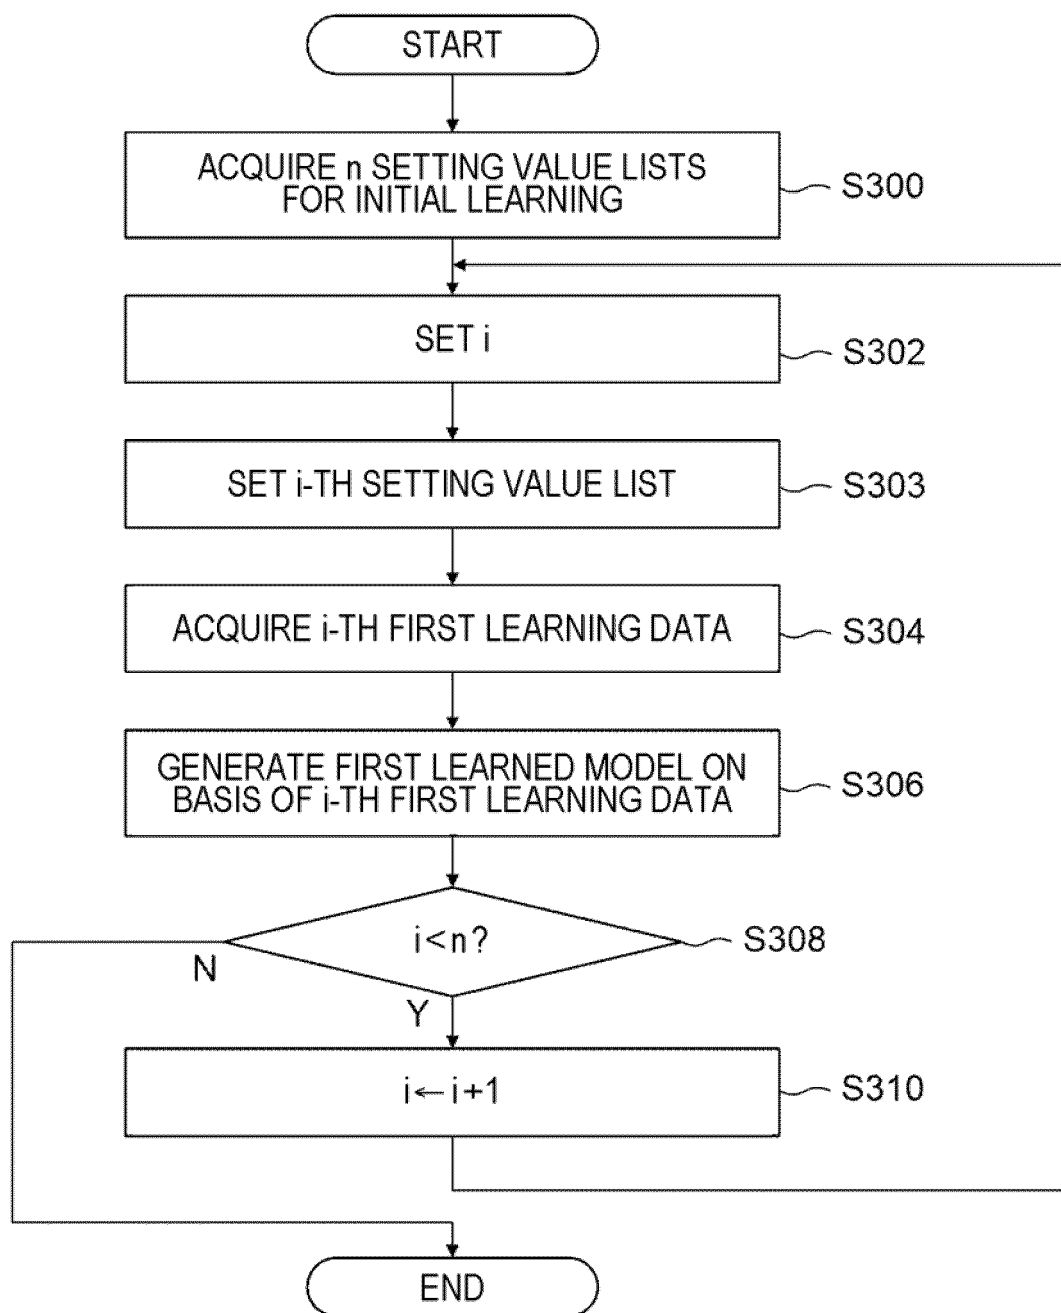 START
ACQUIRE n SETTING VALUE LISTS
FOR INITIAL LEARNING
S300
SET i
S302
SET i-TH SETTING VALUE LIST
S303
ACQUIRE i-TH FIRST LEARNING DATA
S304
GENERATE FIRST LEARNED MODEL ON
BASIS OF i-TH FIRST LEARNING DATA
S306
i<n?
S308
N
Y
i←i+1
S310
END